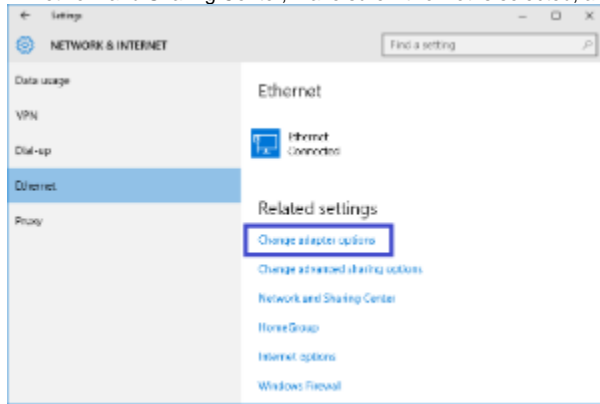 Settings
NETWORK & INTERNET
Find a setting
Data usage
VPN
Dial-up
Ethernet
Proxy
Ethernet
Ethernet
Connected
Related settings
Change adapter options
Change advanced sharing options
Network and Sharing Center
HomeGroup
Internet options
Windows Firewall